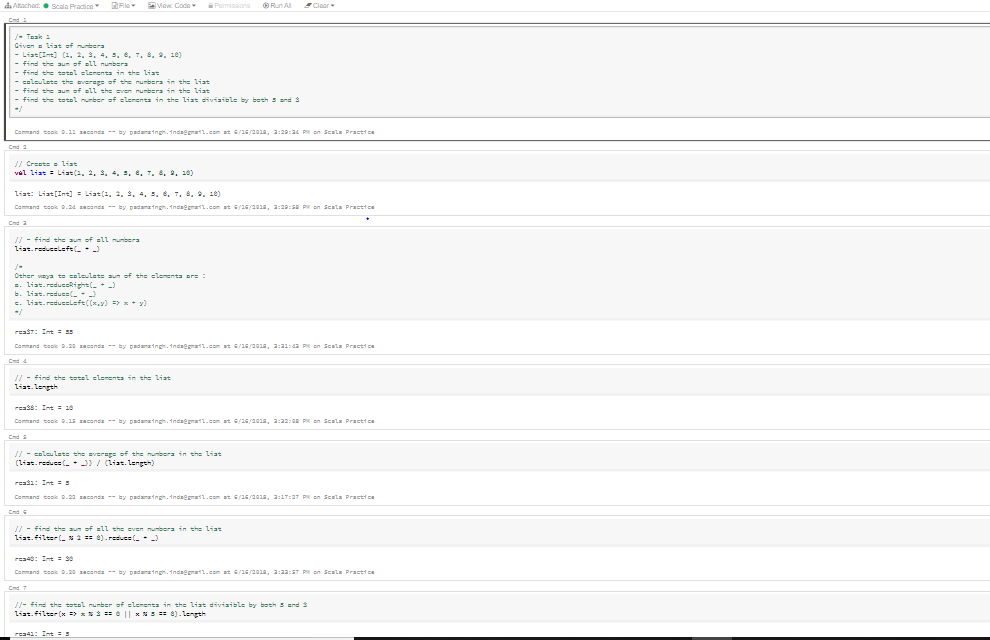 Attached: Scala Practice File View: Code Permissions Run All Clear
Cmd 1
/* Task 1
Given a list of numbers
- List[Int] (1, 2, 3, 4, 5, 6, 7, 8, 9, 10)
- find the sum of all numbers
- find the total elements in the list
- calculate the average of the numbers in the list
- find the sum of all the even numbers in the list
- find the total number of elements in the list divisible by both 5 and 3
*/
Command took 0.11 seconds -- by padamsingh.inda@gmail.com at 6/16/2018, 3:29:34 PM on Scala Practice
Cmd 2
// Create a list
val list = List(1, 2, 3, 4, 5, 6, 7, 8, 9, 10)
list: List[Int] = List(1, 2, 3, 4, 5, 6, 7, 8, 9, 10)
Command took 0.24 seconds -- by padamsingh.inda@gmail.com at 6/16/2018, 3:29:38 PM on Scala Practice
Cmd 3
// - find the sum of all numbers
list.reduceLeft(_ + _)
/*
Other ways to calculate sum of the elements are :
a. list.reduceRight(_ + _)
b. list.reduce(_ + _)
c. list.reduceLeft((x,y) => x + y)
*/
res37: Int = 55
Command took 0.20 seconds -- by padamsingh.inda@gmail.com at 6/16/2018, 3:31:43 PM on Scala Practice
Cmd 4
// - find the total elements in the list
list.length
res38: Int = 10
Command took 0.15 seconds -- by padamsingh.inda@gmail.com at 6/16/2018, 3:32:08 PM on Scala Practice
Cmd 5
// - calculate the average of the numbers in the list
(list.reduce(_ + _)) / (list.length)
res31: Int = 5
Command took 0.23 seconds -- by padamsingh.inda@gmail.com at 6/16/2018, 3:17:27 PM on Scala Practice
Cmd 6
// - find the sum of all the even numbers in the list
list.filter(_ % 2 == 0).reduce(_ + _)
res40: Int = 30
Command took 0.20 seconds -- by padamsingh.inda@gmail.com at 6/16/2018, 3:33:37 PM on Scala Practice
Cmd 7
//- find the total number of elements in the list divisible by both 5 and 3
list.filter(x => x % 3 == 0 || x % 5 == 0).length
res41: Int = 5